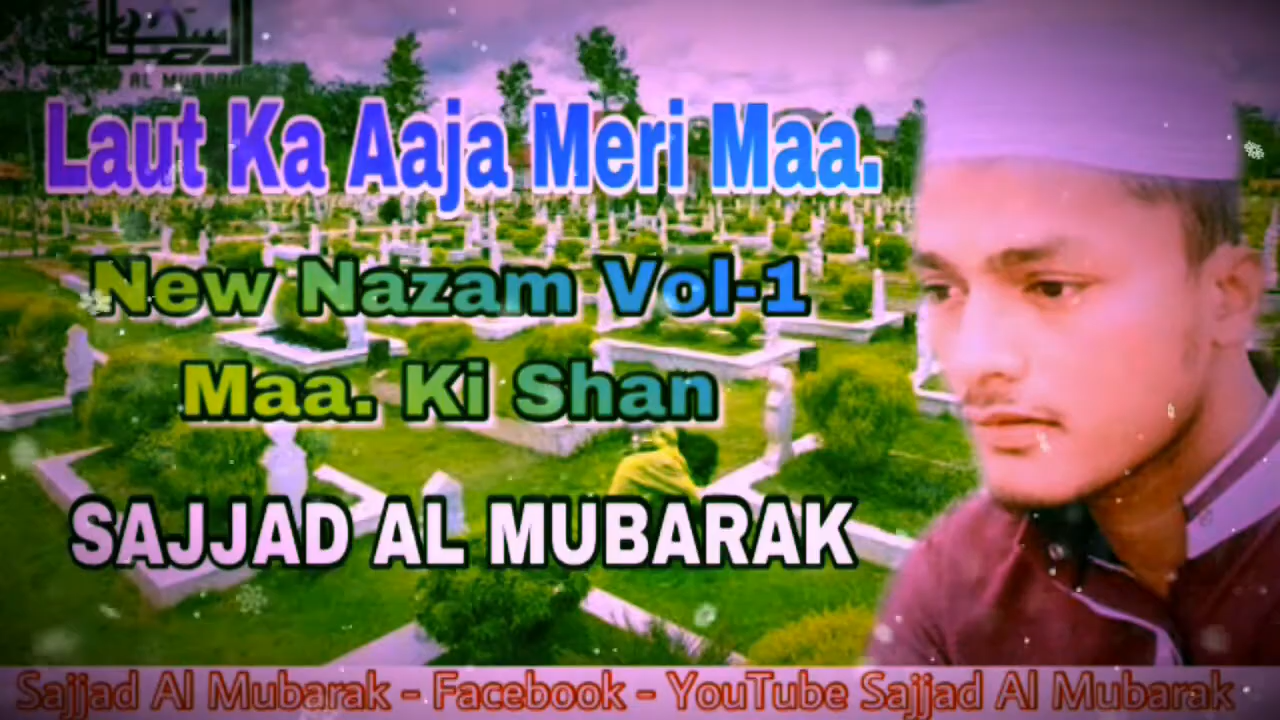 Laut Ka Aaja Meri Maa.
New Nazam Vol-1
Maa. Ki Shan
SAJJAD AL MUBARAK
Sajjad Al Mubarak - Facebook - YouTube Sajjad Al Mubarak